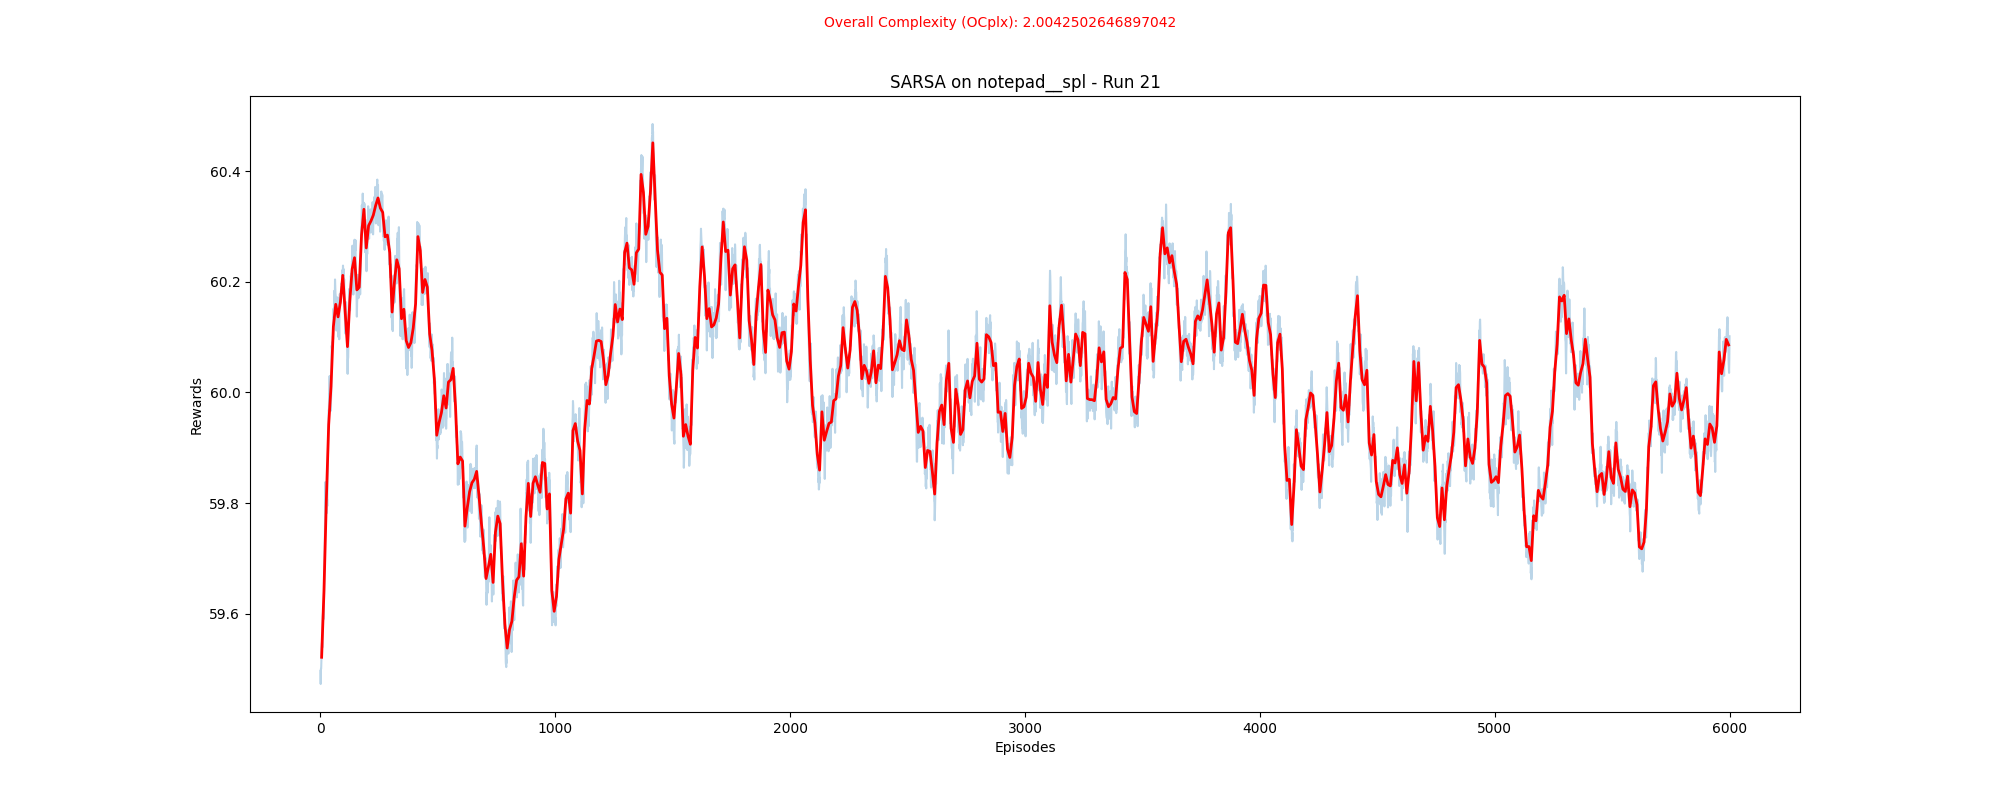 Overall Complexity (OCplx): 2.0042502646897042
SARSA on notepad__spl - Run 21
Rewards
60.4
60.2
60.0
59.8
59.6
0 1000 2000 3000 4000 5000 6000
Episodes